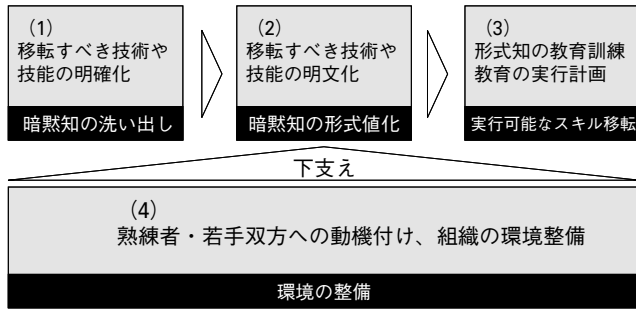 (1)
移転すべき技術や
技能の明確化
暗黙知の洗い出し
(2)
移転すべき技術や
技能の明文化
暗黙知の形式値化
(3)
形式知の教育訓練
教育の実行計画
実行可能なスキル移転
下支え
(4)
熟練者・若手双方への動機付け、組織の環境整備
環境の整備